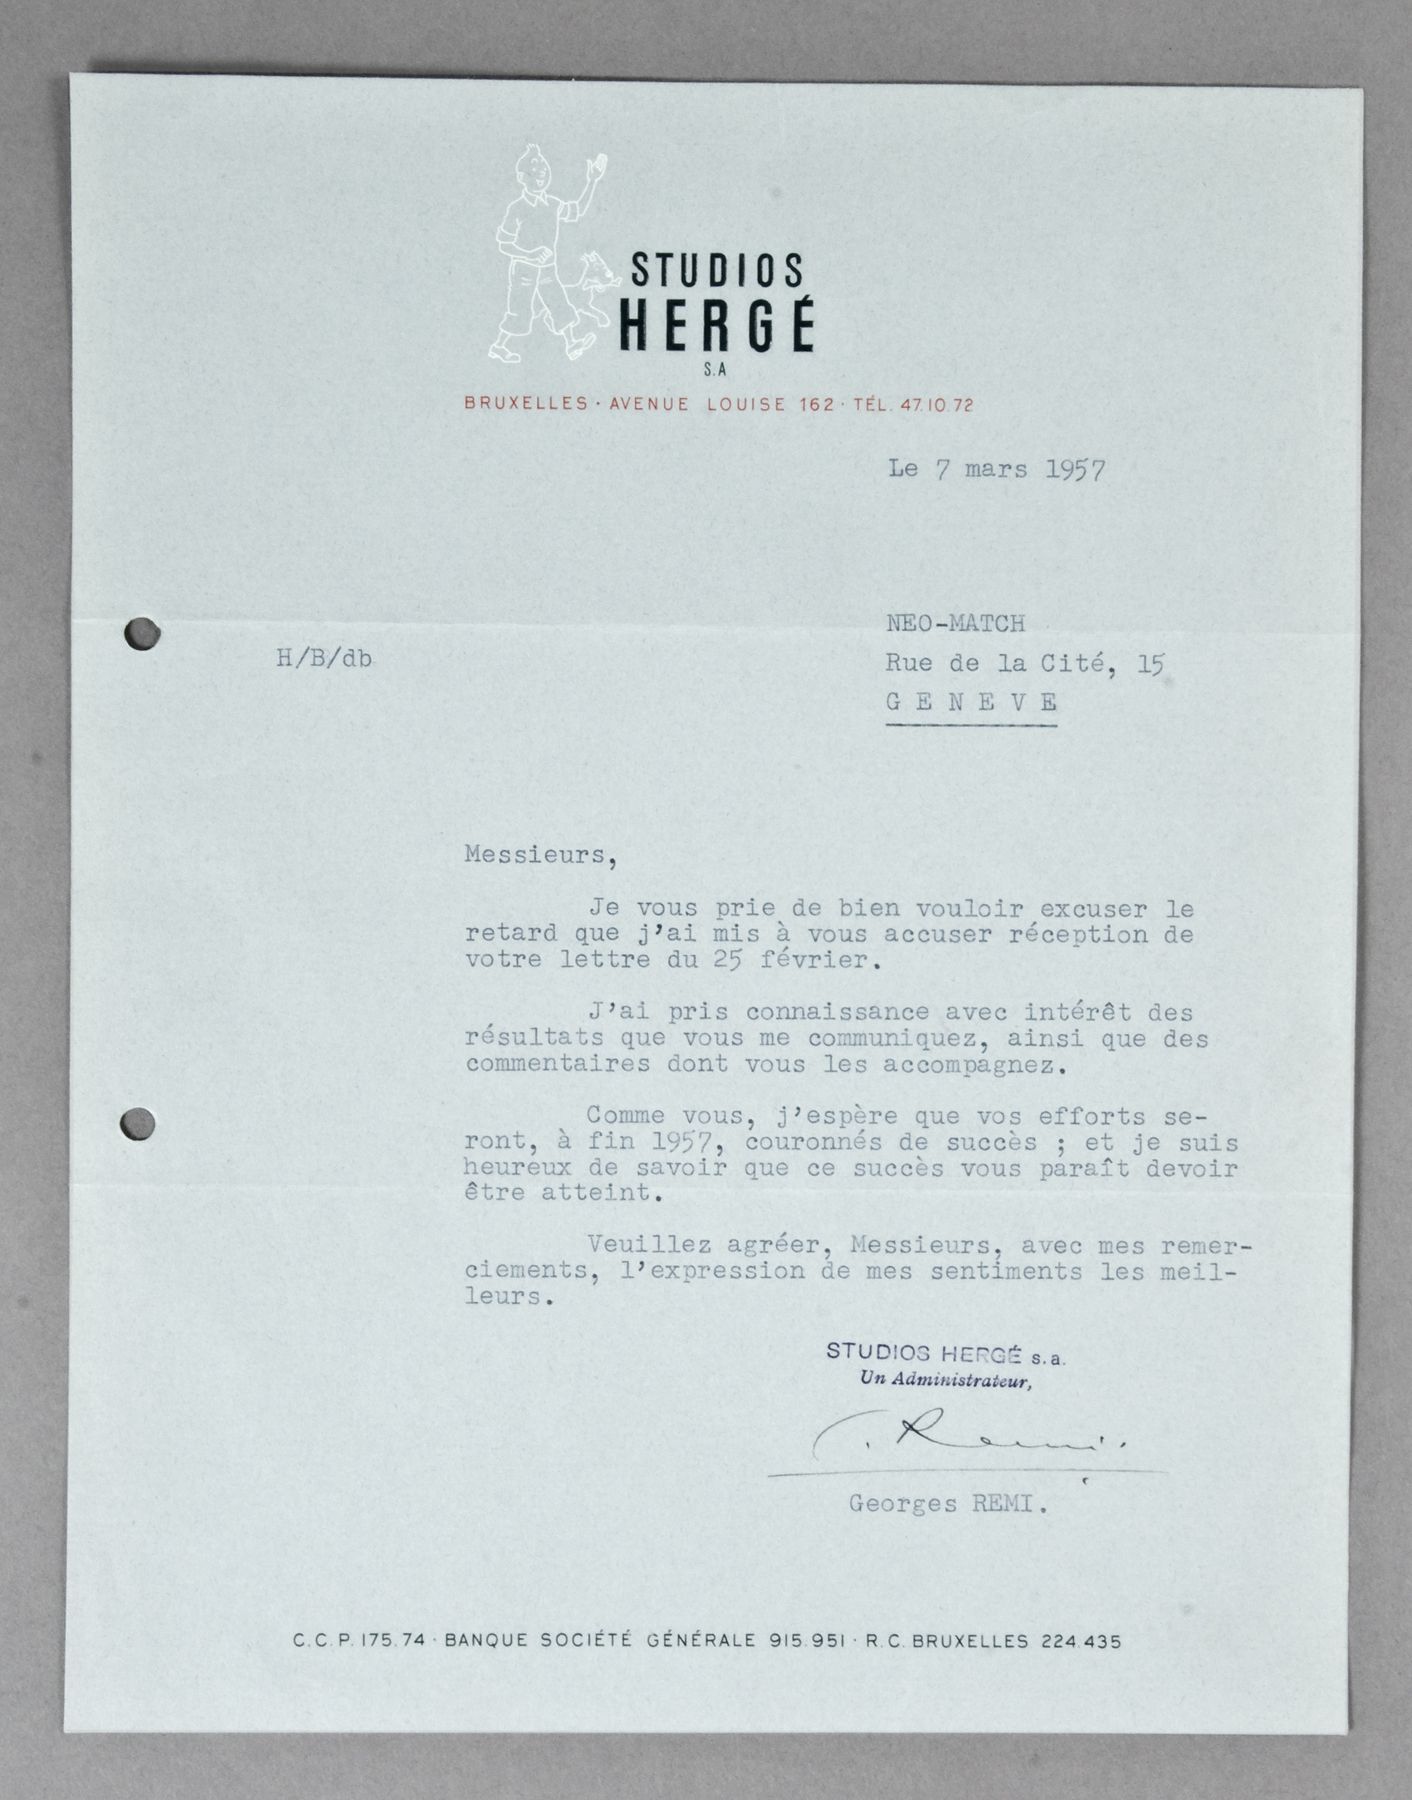 STUDIOS
HERGÉ
S.A
BRUXELLES · AVENUE LOUISE 162 · TÉL. 47.10.72
Le 7 mars 1957
NEO-MATCH
H/B/db
Rue de la Cité, 15
G E N E V E
Messieurs,
Je vous prie de bien vouloir excuser le
retard que j'ai mis à vous accuser réception de
votre lettre du 25 février.
J'ai pris connaissance avec intérêt des
résultats que vous me communiquez, ainsi que des
commentaires dont vous les accompagnez.
Comme vous, j'espère que vos efforts se-
ront, à fin 1957, couronnés de succès ; et je suis
heureux de savoir que ce succès vous paraît devoir
être atteint.
Veuillez agréer, Messieurs, avec mes remer-
ciements, l'expression de mes sentiments les meil-
leurs.
STUDIOS HERGÉ s.a.
Un Administrateur,
G. Remi.
Georges REMI.
C.C.P. 175.74 · BANQUE SOCIÉTÉ GÉNÉRALE 915.951 · R.C. BRUXELLES 224.435